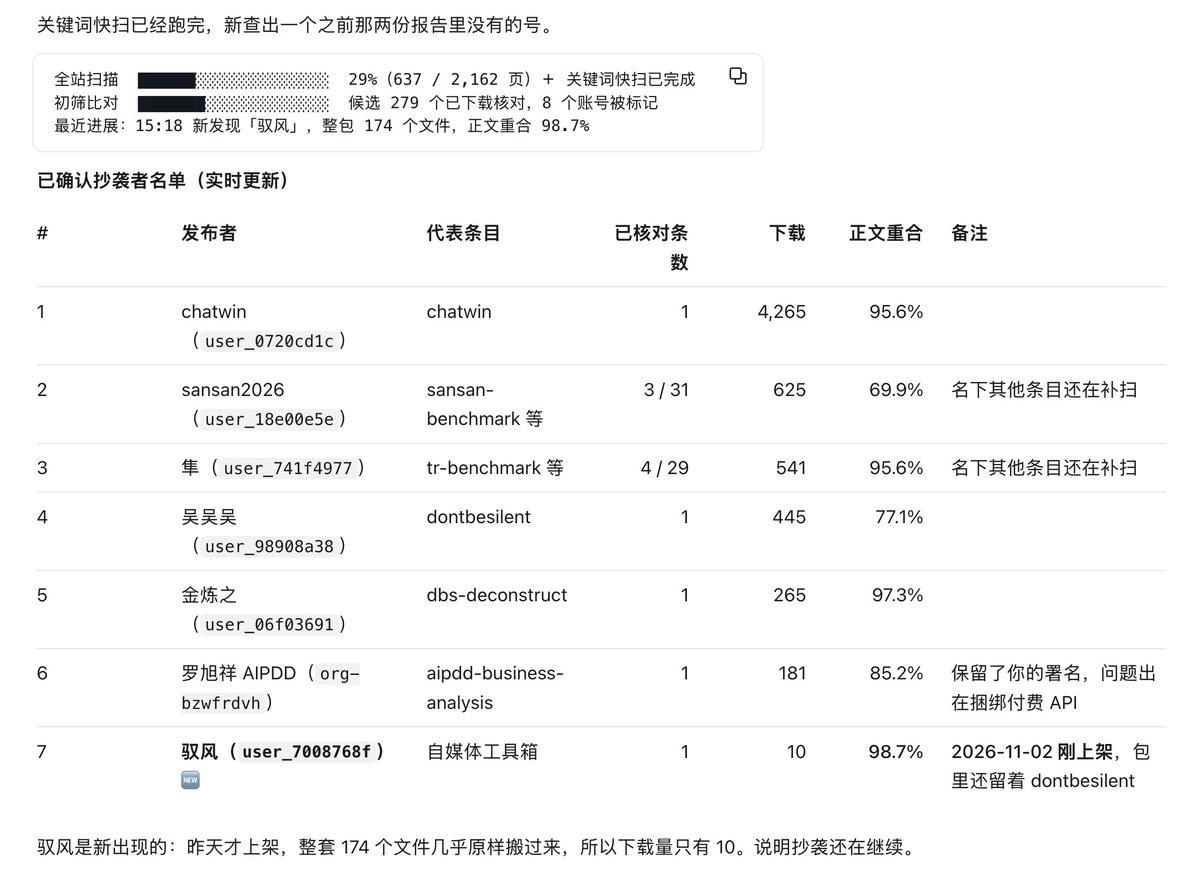 关键词快扫已经跑完，新查出一个之前那两份报告里没有的号。
全站扫描 29%（637 / 2,162 页）＋ 关键词快扫已完成
初筛比对 候选 279 个已下载核对，8 个账号被标记
最近进展：15:18 新发现「驭风」，整包 174 个文件，正文重合 98.7%
已确认抄袭者名单（实时更新）
# 发布者 代表条目 已核对条 下载 正文重合 备注
数
1 chatwin chatwin 1 4,265 95.6%
（user_0720cd1c）
2 sansan2026 sansan- 3 / 31 625 69.9% 名下其他条目还在补扫
（user_18e00e5e） benchmark 等
3 隼（user_741f4977） tr-benchmark 等 4 / 29 541 95.6% 名下其他条目还在补扫
4 吴吴吴 dontbesilent 1 445 77.1%
（user_98908a38）
5 金炼之 dbs-deconstruct 1 265 97.3%
（user_06f03691）
6 罗旭祥 AIPDD（org- aipdd-business- 1 181 85.2% 保留了你的署名，问题出
bzwfrdvh） analysis 在捆绑付费 API
7 驭风（user_7008768f） 自媒体工具箱 1 10 98.7% 2026-11-02 刚上架，包
NEW 里还留着 dontbesilent
驭风是新出现的：昨天才上架，整套 174 个文件几乎原样搬过来，所以下载量只有 10。说明抄袭还在继续。